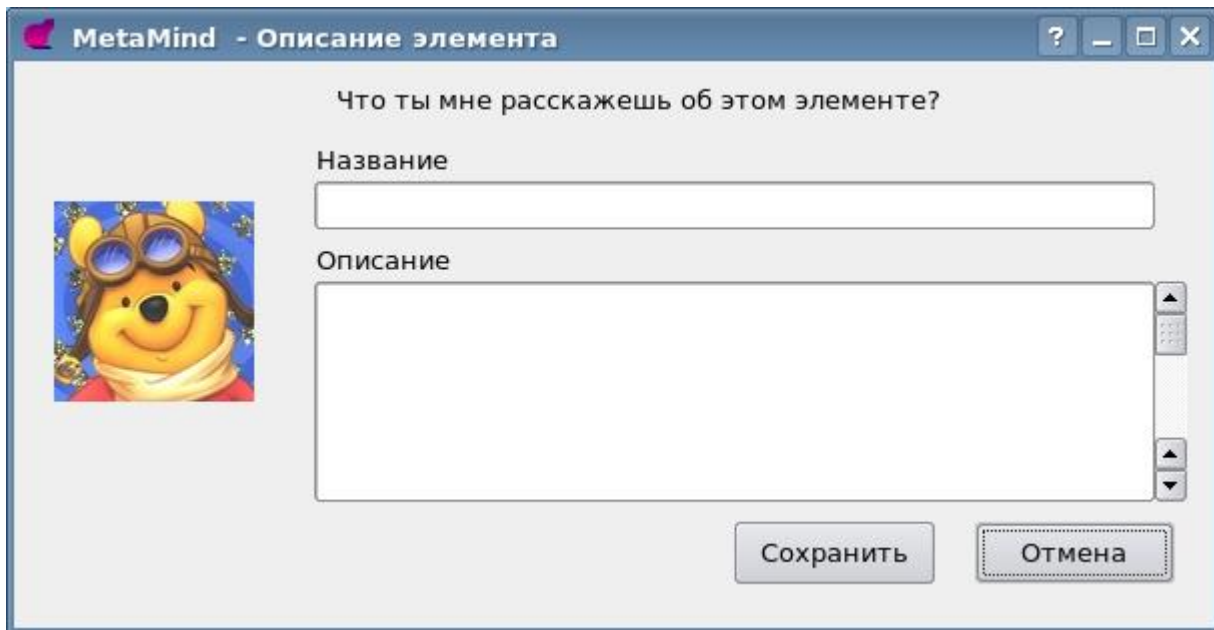 MetaMind - Описание элемента
Что ты мне расскажешь об этом элементе?
Название
Описание
Сохранить Отмена